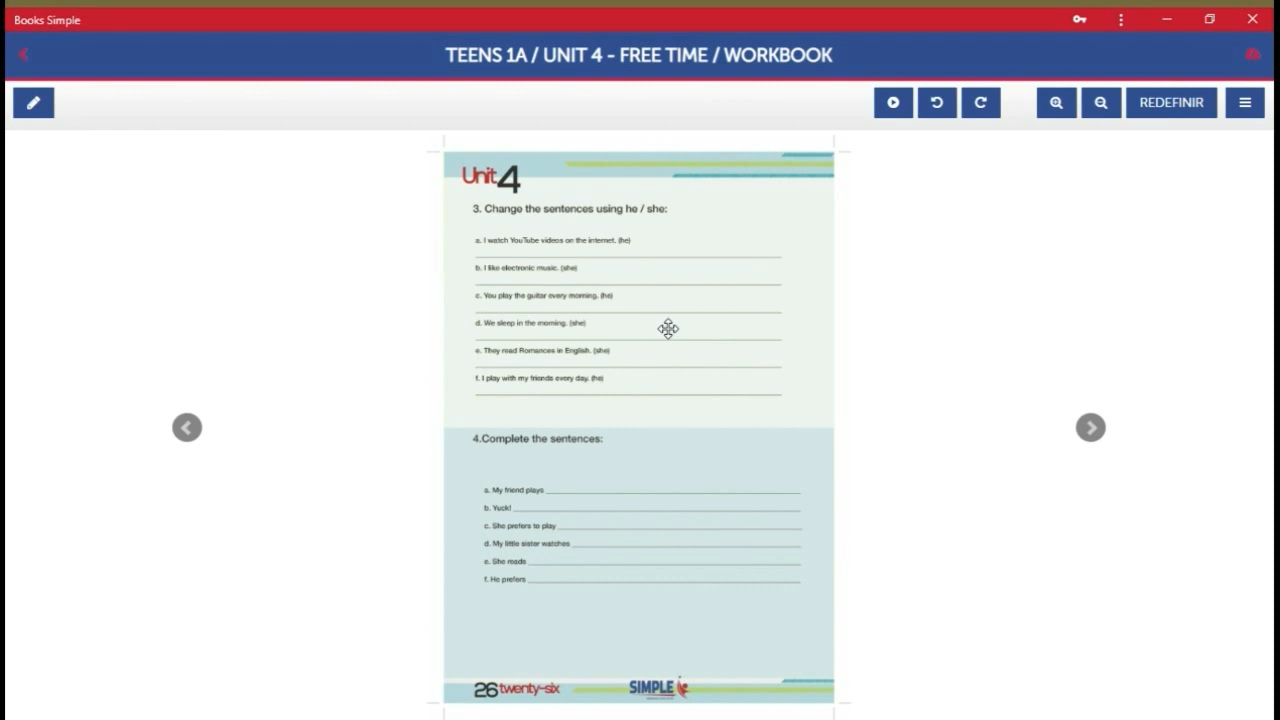 Books Simple
TEENS 1A / UNIT 4 - FREE TIME / WORKBOOK
REDEFINIR
Unit 4
3. Change the sentences using he / she:
a. I watch YouTube videos on the internet. (he)
b. I like electronic music. (she)
c. You play the guitar every morning. (he)
d. We sleep in the morning. (she)
e. They read Romances in English. (she)
f. I play with my friends every day. (he)
4.Complete the sentences:
a. My friend plays
b. Yuck!
c. She prefers to play
d. My little sister watches
e. She reads
f. He prefers
26 twenty-six
SIMPLE